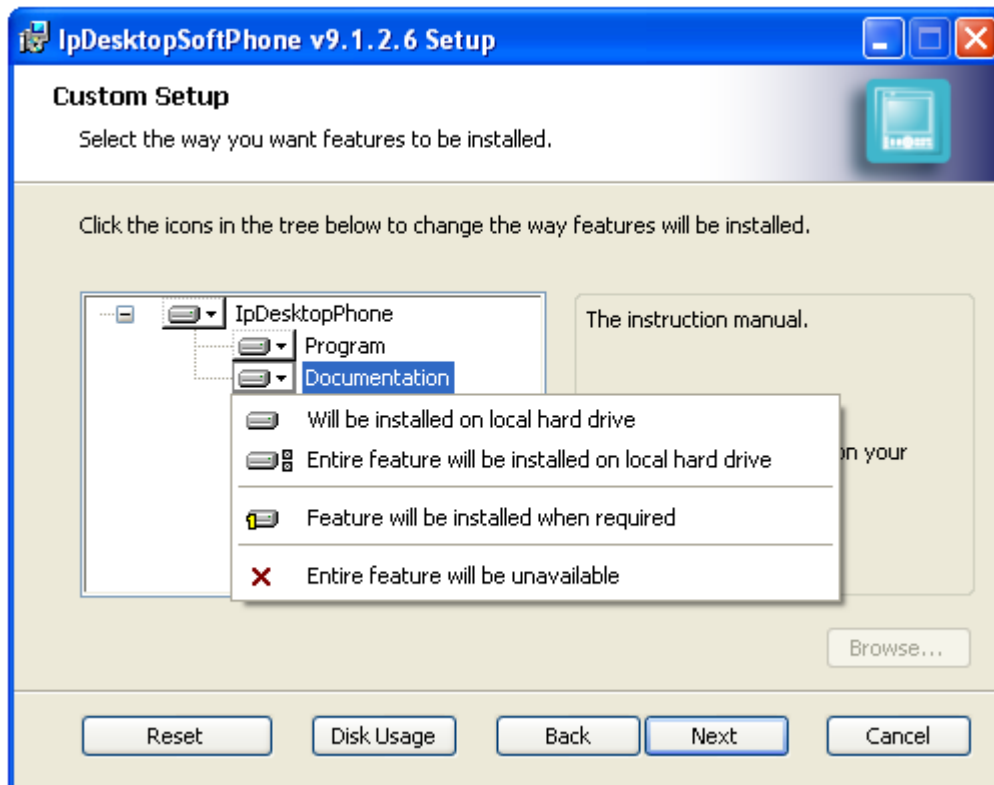 IpDesktopSoftPhone v9.1.2.6 Setup
Custom Setup
Select the way you want features to be installed.
Click the icons in the tree below to change the way features will be installed.
IpDesktopPhone
Program
Documentation
The instruction manual.
Will be installed on local hard drive
Entire feature will be installed on local hard drive
on your
Feature will be installed when required
Entire feature will be unavailable
Browse...
Reset Disk Usage Back Next Cancel